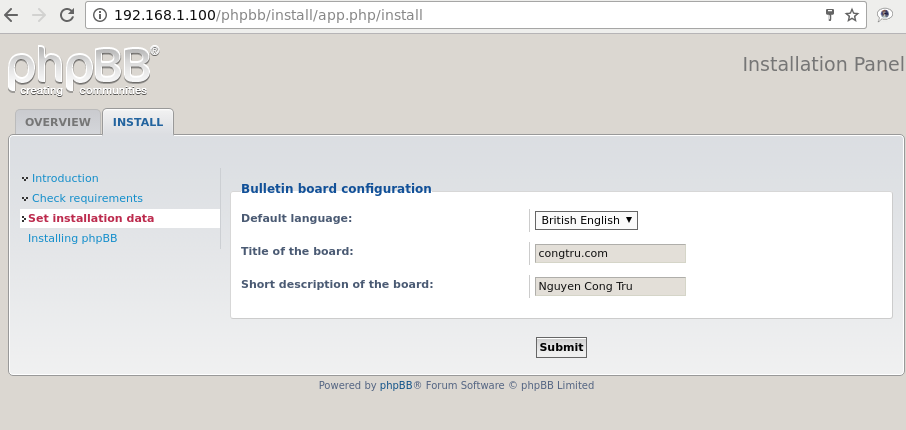 192.168.1.100/phpbb/install/app.php/install
phpBB®
creating communities
Installation Panel
OVERVIEW INSTALL
Introduction
Check requirements
Set installation data
Installing phpBB
Bulletin board configuration
Default language: British English
Title of the board: congtru.com
Short description of the board: Nguyen Cong Tru
Submit
Powered by phpBB® Forum Software © phpBB Limited